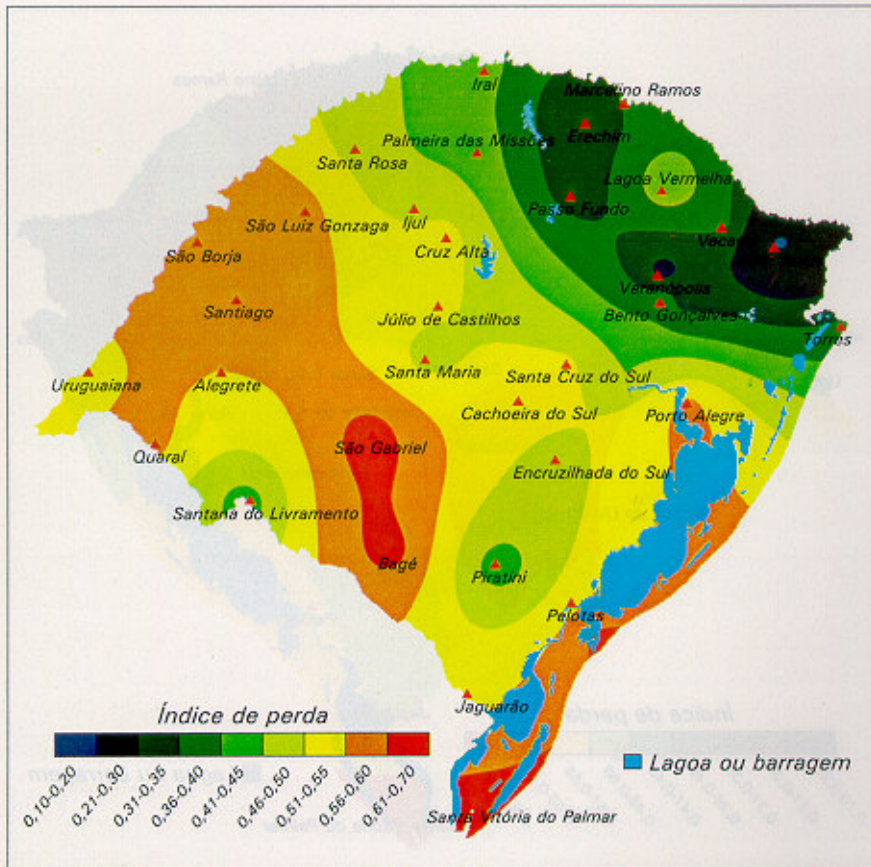 Iraí
Marcelino Ramos
Erechim
Palmeira das Missões
Santa Rosa
Lagoa Vermelha
Passo Fundo
São Luiz Gonzaga
Ijuí
Vaca
Cruz Alta
São Borja
Veranópolis
Santiago
Júlio de Castilhos
Bento Gonçalves
Torres
Santa Maria
Santa Cruz do Sul
Uruguaiana
Alegrete
Cachoeira do Sul
Porto Alegre
Quaraí
São Gabriel
Encruzilhada do Sul
Santana do Livramento
Bagé
Piratini
Pelotas
Jaguarão
Índice de perda
0,10-0,20
0,21-0,30
0,31-0,35
0,36-0,40
0,41-0,45
0,46-0,50
0,51-0,55
0,56-0,60
0,61-0,70
Lagoa ou barragem
Santa Vitória do Palmar